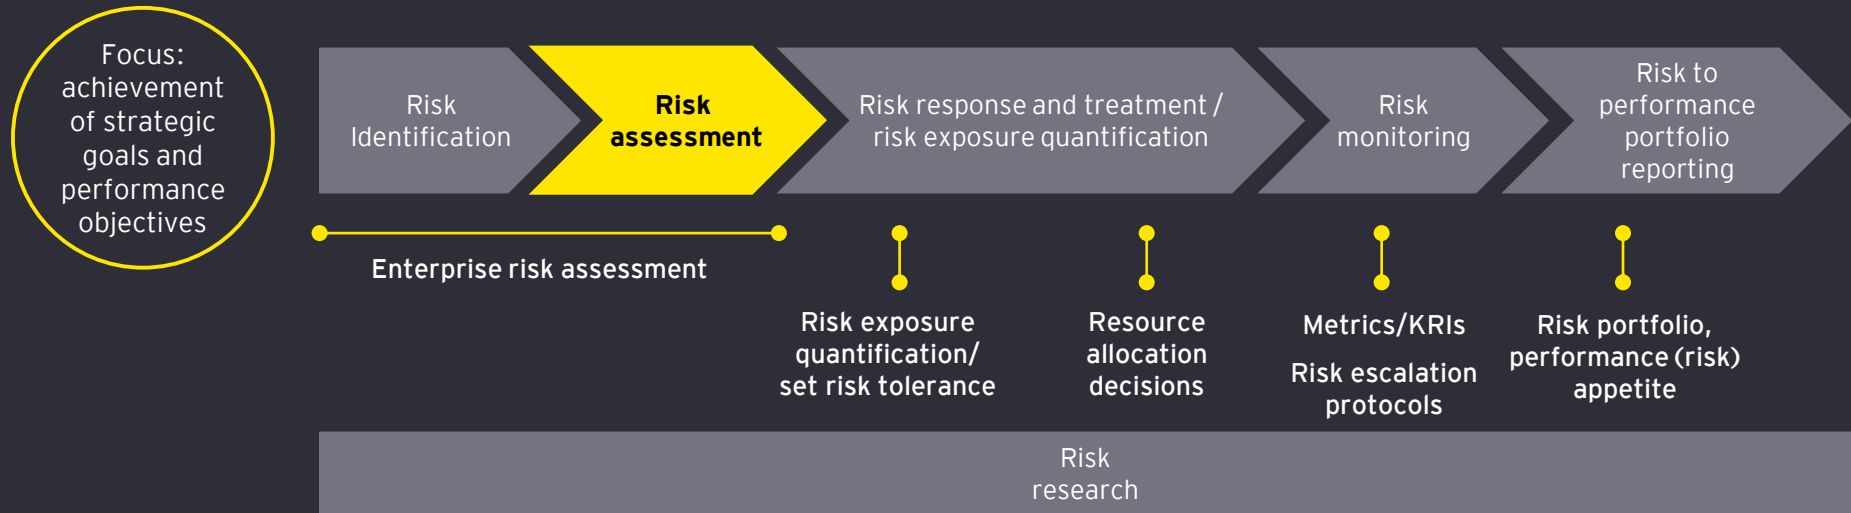 Focus:
achievement
of strategic
goals and
performance
objectives
Risk
Identification
Risk
assessment
Risk response and treatment /
risk exposure quantification
Risk
monitoring
Risk to
performance
portfolio
reporting
Enterprise risk assessment
Risk exposure
quantification/
set risk tolerance
Resource
allocation
decisions
Metrics/KRIs
Risk escalation
protocols
Risk portfolio,
performance (risk)
appetite
Risk
research